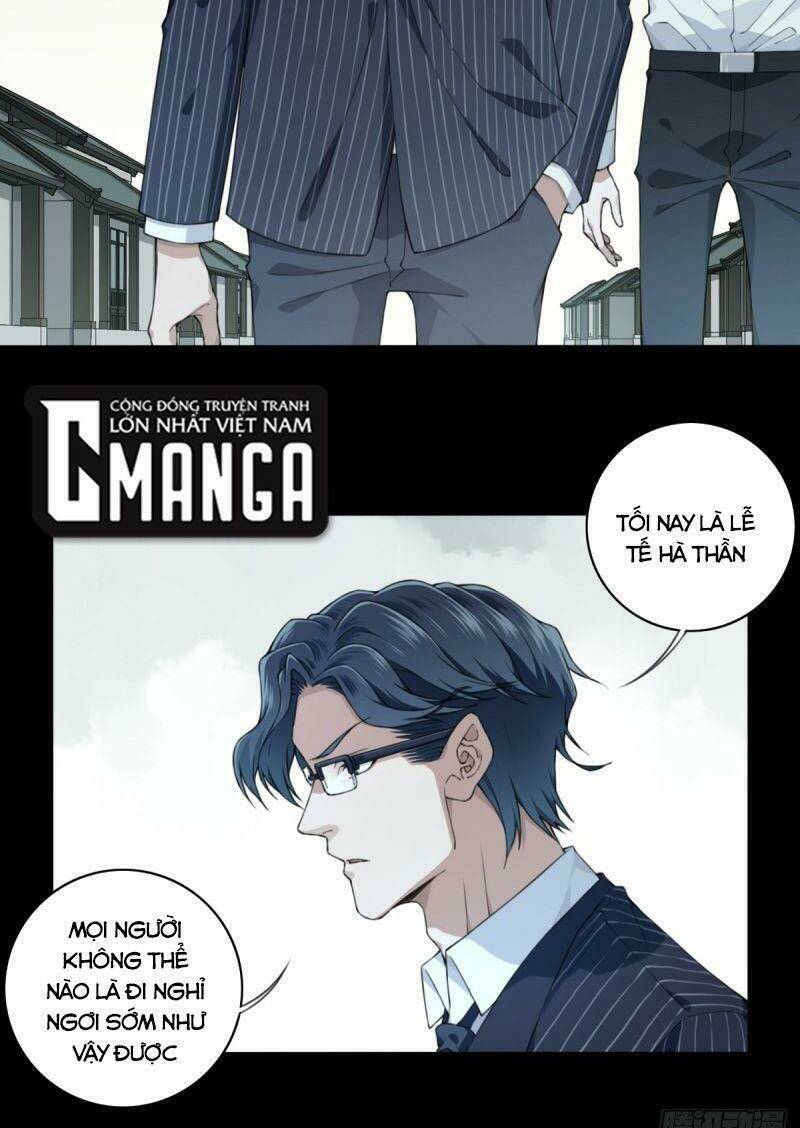 CỘNG ĐỒNG TRUYỆN TRANH
LỚN NHẤT VIỆT NAM
CMANGA
TỐI NAY LÀ LỄ
TẾ HÀ THẦN
MỌI NGƯỜI
KHÔNG THỂ
NÀO LÀ ĐI NGHỈ
NGƠI SỚM NHƯ
VẬY ĐƯỢC